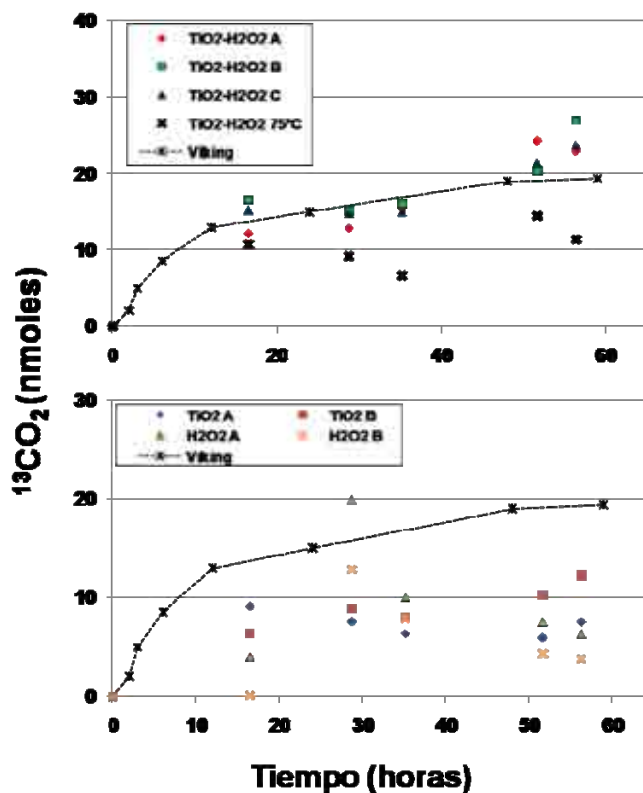 40
TiO2-H2O2 A
TiO2-H2O2 B
TiO2-H2O2 C
TiO2-H2O2 75ºC
Viking
30
20
10
0
0 20 40 60
¹³CO₂ (nmoles)
30
TiO2 A TiO2 B
H2O2 A H2O2 B
Viking
20
10
0
0 10 20 30 40 50 60
Tiempo (horas)